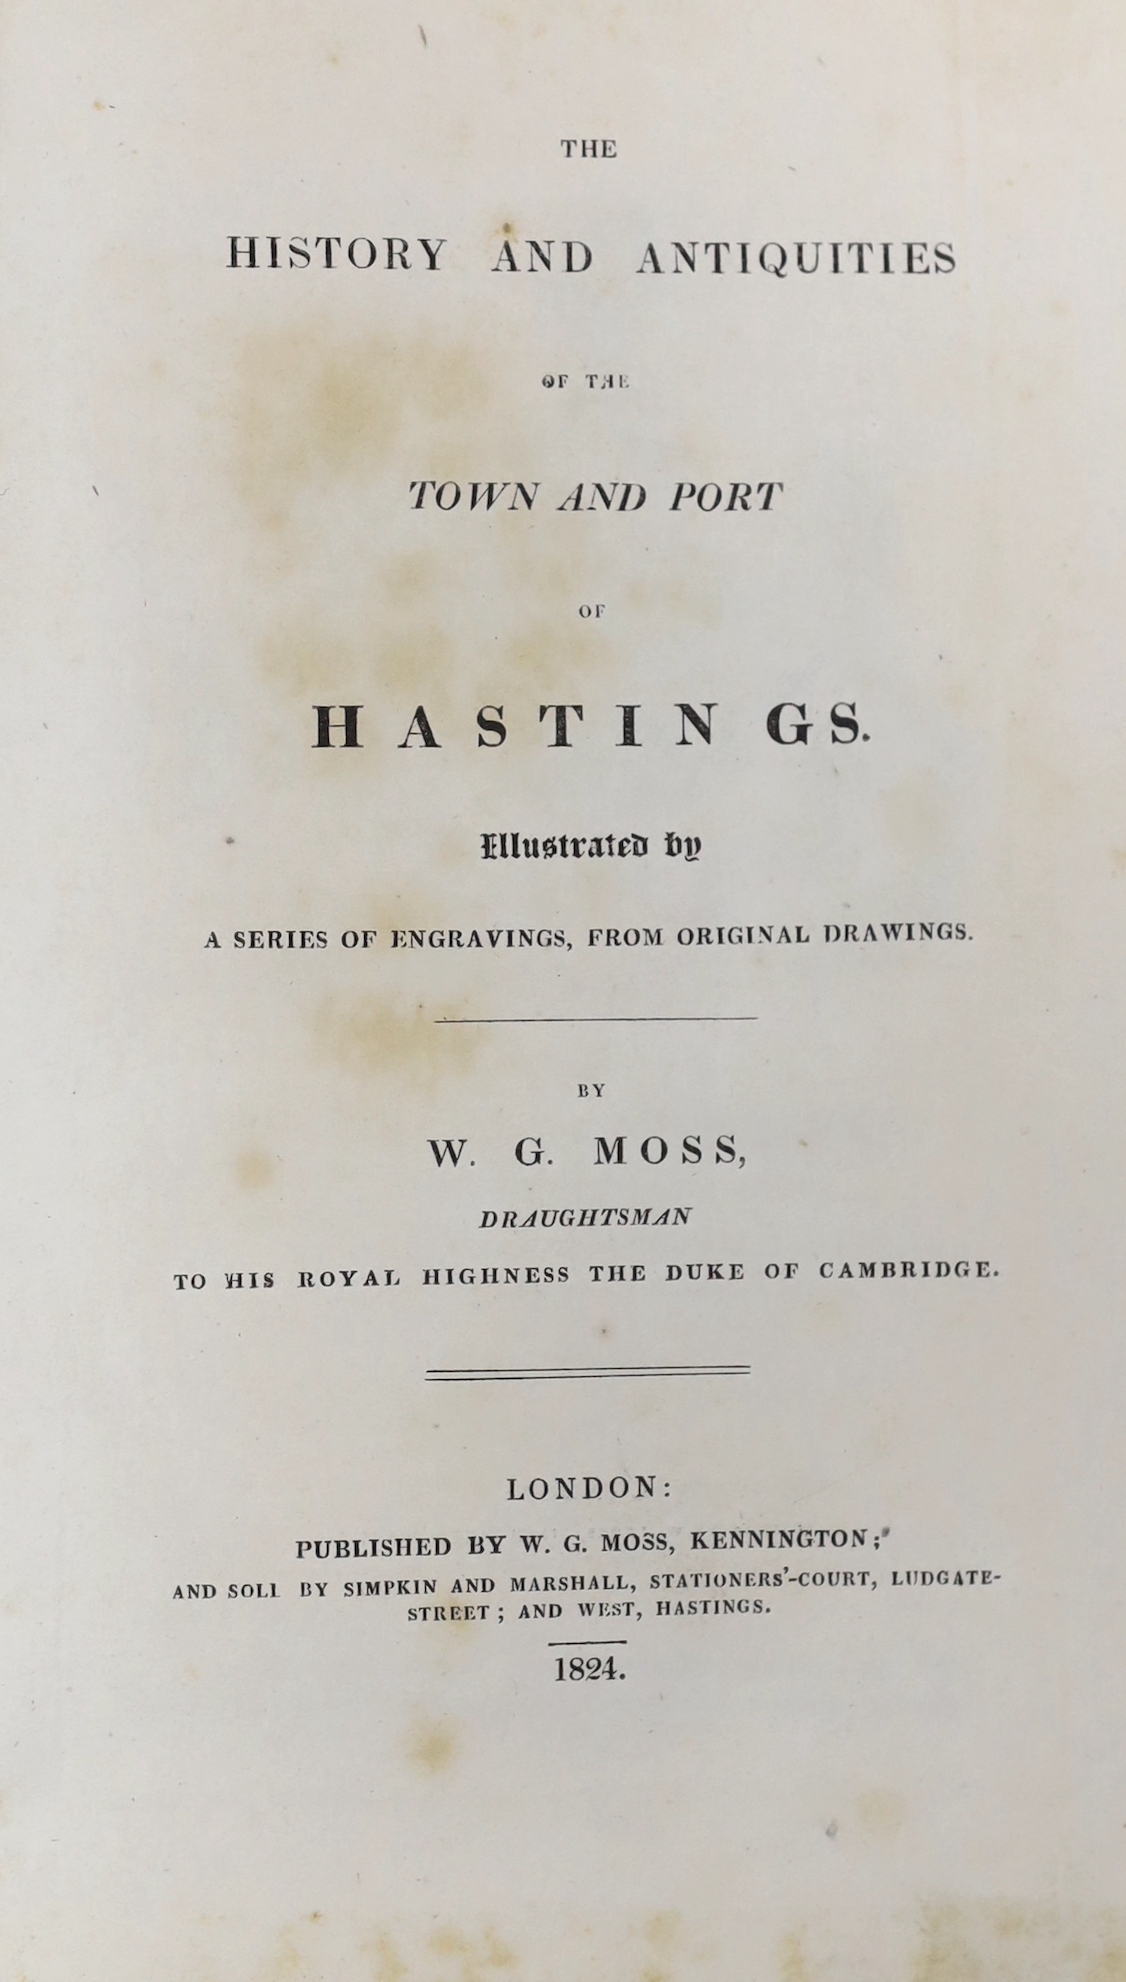 THE
HISTORY AND ANTIQUITIES
OF THE
TOWN AND PORT
OF
HASTINGS.
Illustrated by
A SERIES OF ENGRAVINGS, FROM ORIGINAL DRAWINGS.
BY
W. G. MOSS,
DRAUGHTSMAN
TO HIS ROYAL HIGHNESS THE DUKE OF CAMBRIDGE.
LONDON:
PUBLISHED BY W. G. MOSS, KENNINGTON;
AND SOLL BY SIMPKIN AND MARSHALL, STATIONERS'-COURT, LUDGATE-
STREET; AND WEST, HASTINGS.
1824.